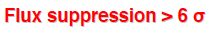 Flux suppression > 6 σ